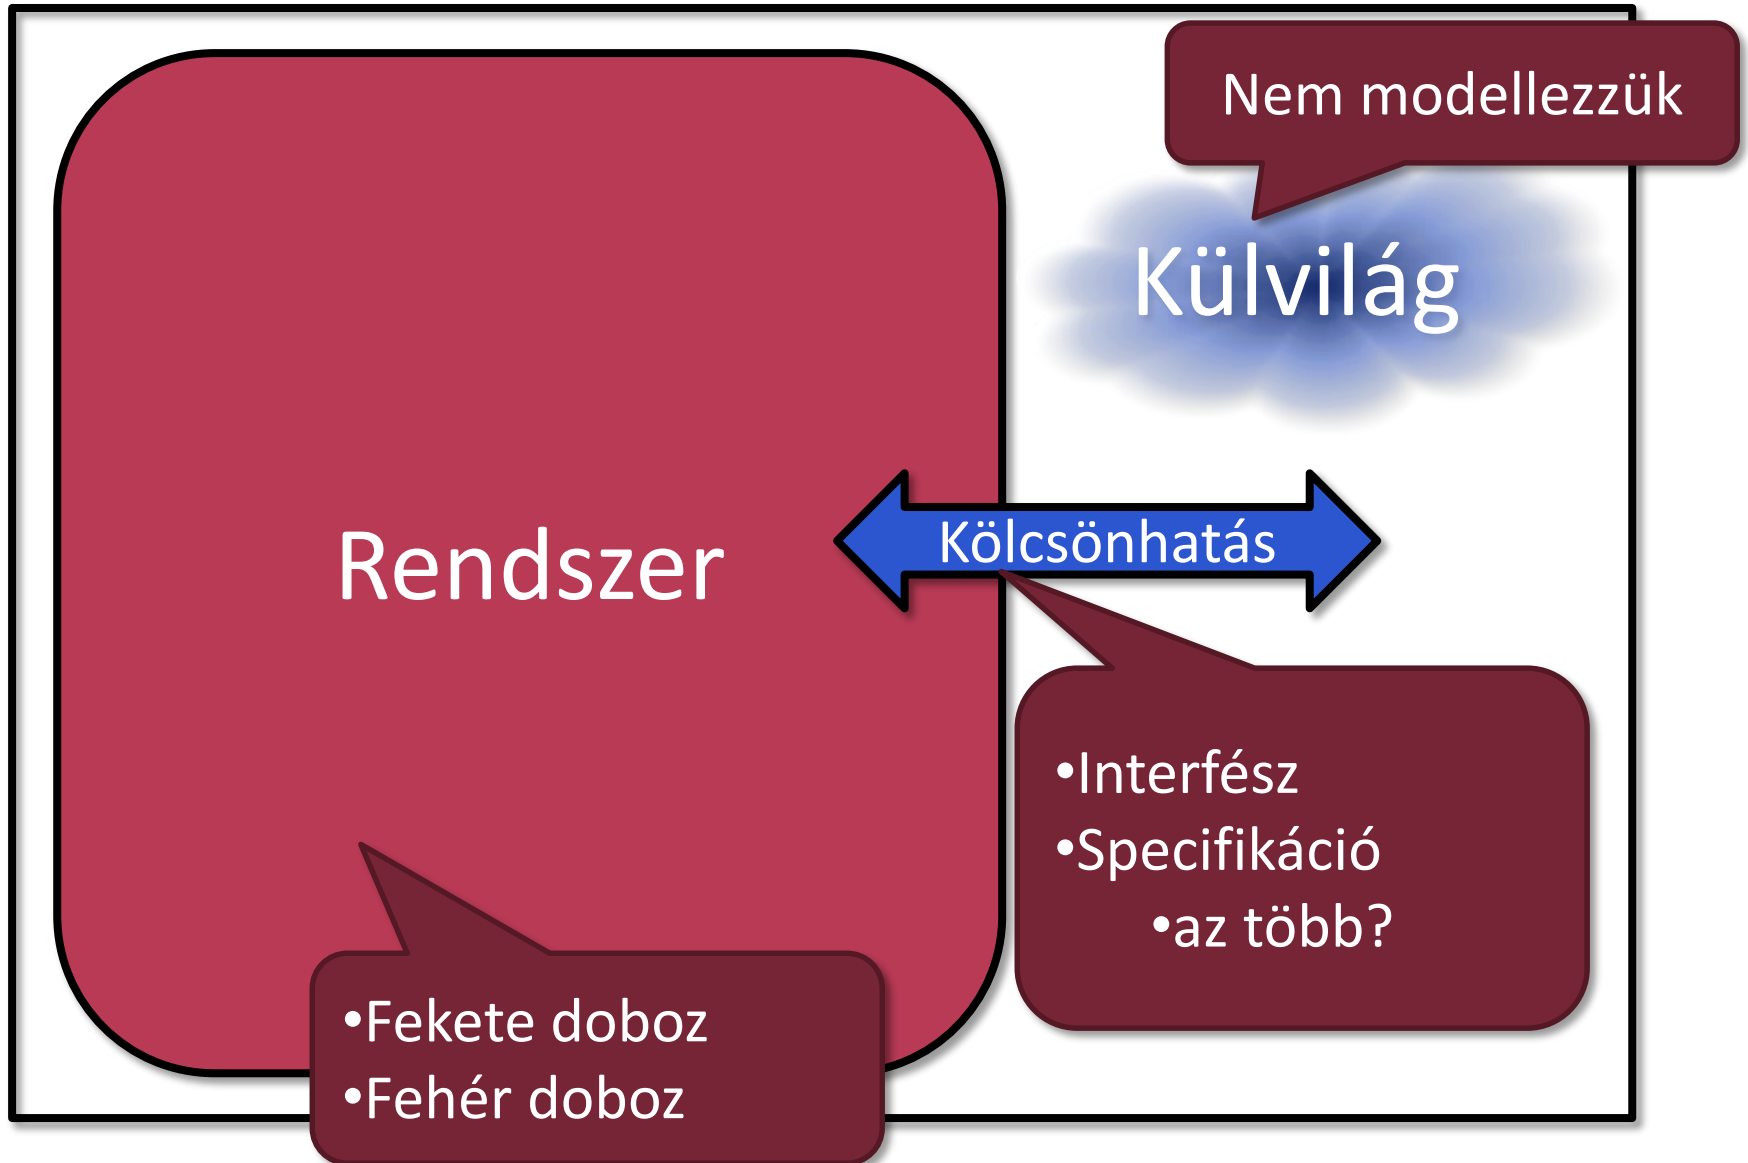 Nem modellezzük
Külvilág
Rendszer
Kölcsönhatás
•Interfész
•Specifikáció
•az több?
•Fekete doboz
•Fehér doboz